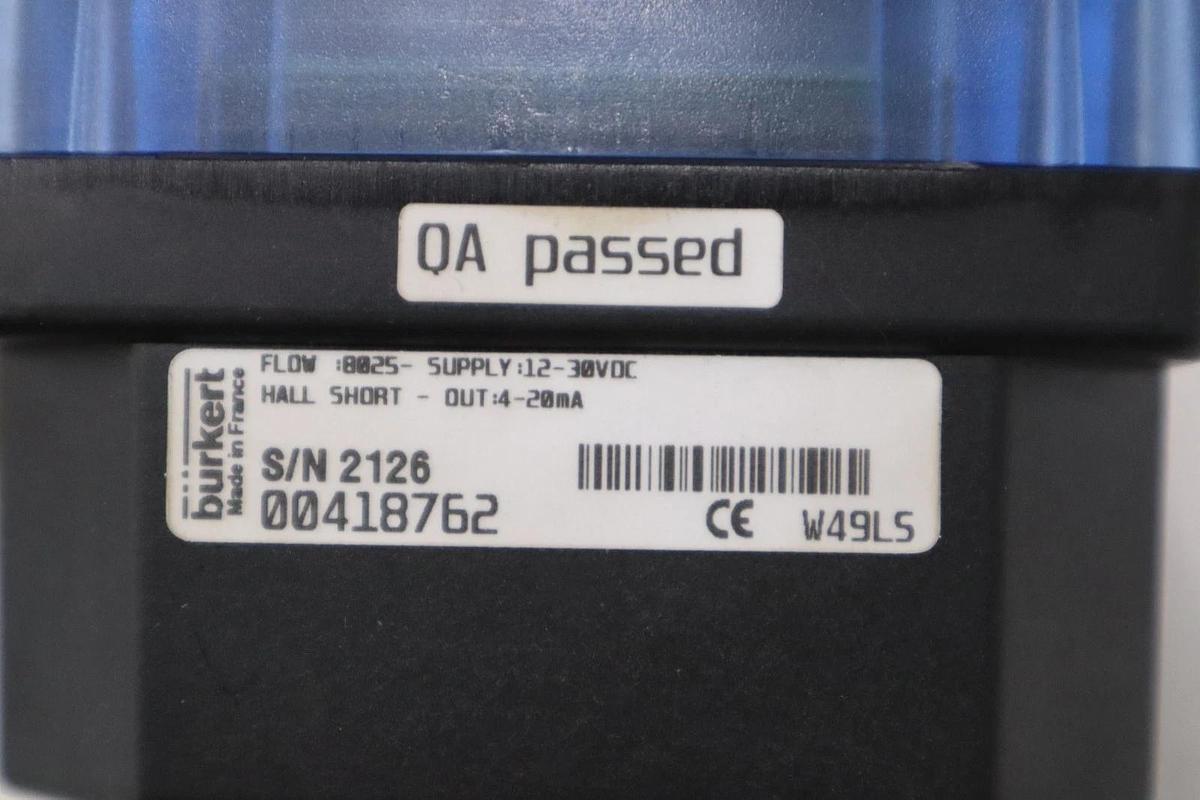 QA passed
FLOW :8025- SUPPLY:12-30VDC
HALL SHORT - OUT:4-20mA
bürkert
Made in France
S/N 2126
00418762
CE W49LS